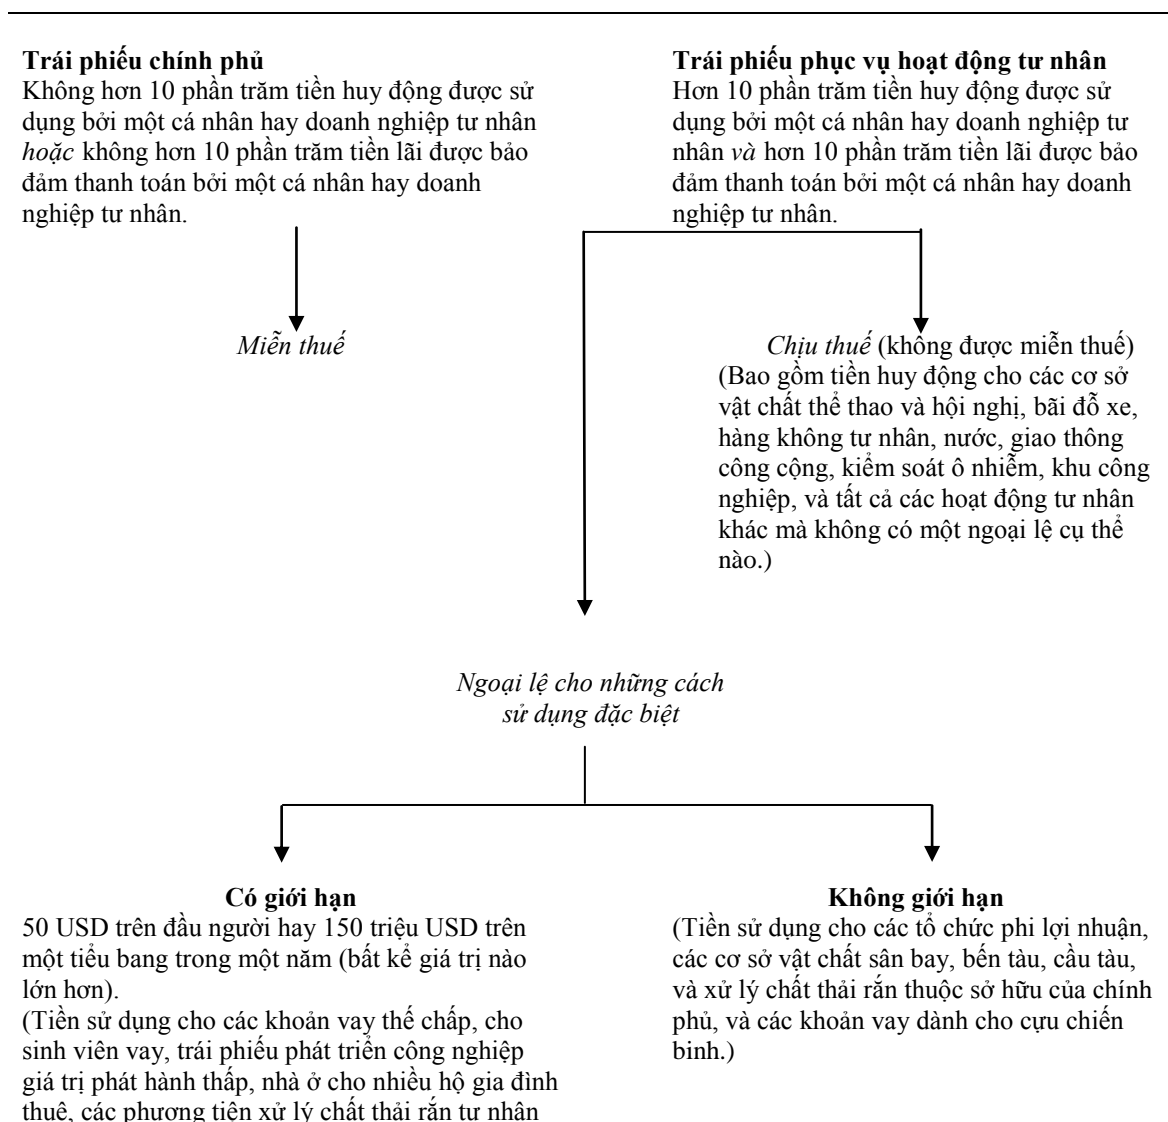 Trái phiếu chính phủ
Không hơn 10 phần trăm tiền huy động được sử
dụng bởi một cá nhân hay doanh nghiệp tư nhân
hoặc không hơn 10 phần trăm tiền lãi được bảo
đảm thanh toán bởi một cá nhân hay doanh
nghiệp tư nhân.
Trái phiếu phục vụ hoạt động tư nhân
Hơn 10 phần trăm tiền huy động được sử
dụng bởi một cá nhân hay doanh nghiệp tư
nhân và hơn 10 phần trăm tiền lãi được bảo
đảm thanh toán bởi một cá nhân hay doanh
nghiệp tư nhân.
Miễn thuế
Chịu thuế (không được miễn thuế)
(Bao gồm tiền huy động cho các cơ sở
vật chất thể thao và hội nghị, bãi đỗ xe,
hàng không tư nhân, nước, giao thông
công cộng, kiểm soát ô nhiễm, khu công
nghiệp, và tất cả các hoạt động tư nhân
khác mà không có một ngoại lệ cụ thể
nào.)
Ngoại lệ cho những cách
sử dụng đặc biệt
Có giới hạn
50 USD trên đầu người hay 150 triệu USD trên
một tiểu bang trong một năm (bất kể giá trị nào
lớn hơn).
(Tiền sử dụng cho các khoản vay thế chấp, cho
sinh viên vay, trái phiếu phát triển công nghiệp
giá trị phát hành thấp, nhà ở cho nhiều hộ gia đình
thuê, các phương tiện xử lý chất thải rắn tư nhân
Không giới hạn
(Tiền sử dụng cho các tổ chức phi lợi nhuận,
các cơ sở vật chất sân bay, bến tàu, cầu tàu,
và xử lý chất thải rắn thuộc sở hữu của chính
phủ, và các khoản vay dành cho cựu chiến
binh.)